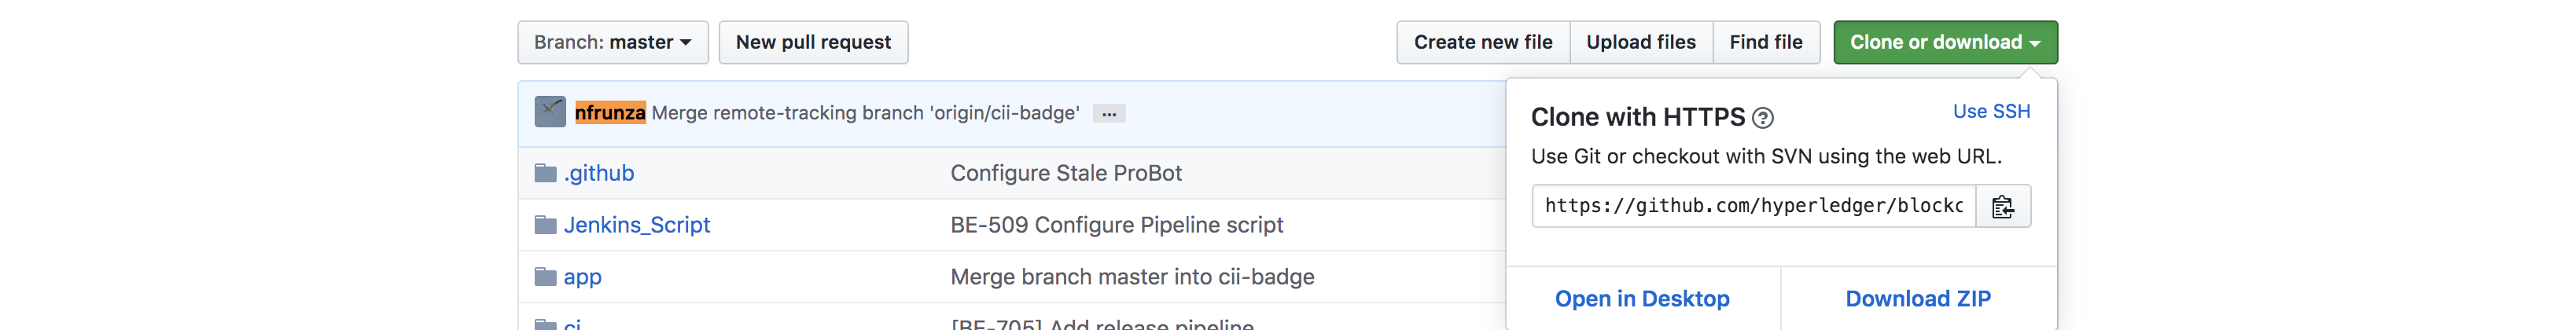 Branch: master New pull request Create new file Upload files Find file Clone or download
nfrunza Merge remote-tracking branch 'origin/cii-badge' ...
Clone with HTTPS ? Use SSH
Use Git or checkout with SVN using the web URL.
https://github.com/hyperledger/blockc
Open in Desktop Download ZIP
.github Configure Stale ProBot
Jenkins_Script BE-509 Configure Pipeline script
app Merge branch master into cii-badge
ci [BE-705] Add release pipeline